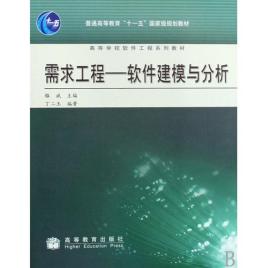 普通高等教育“十一五”国家级规划教材
高等学校软件工程系列教材
需求工程——软件建模与分析
骆斌 主编
丁二玉 编著
高等教育出版社
Higher Education Press